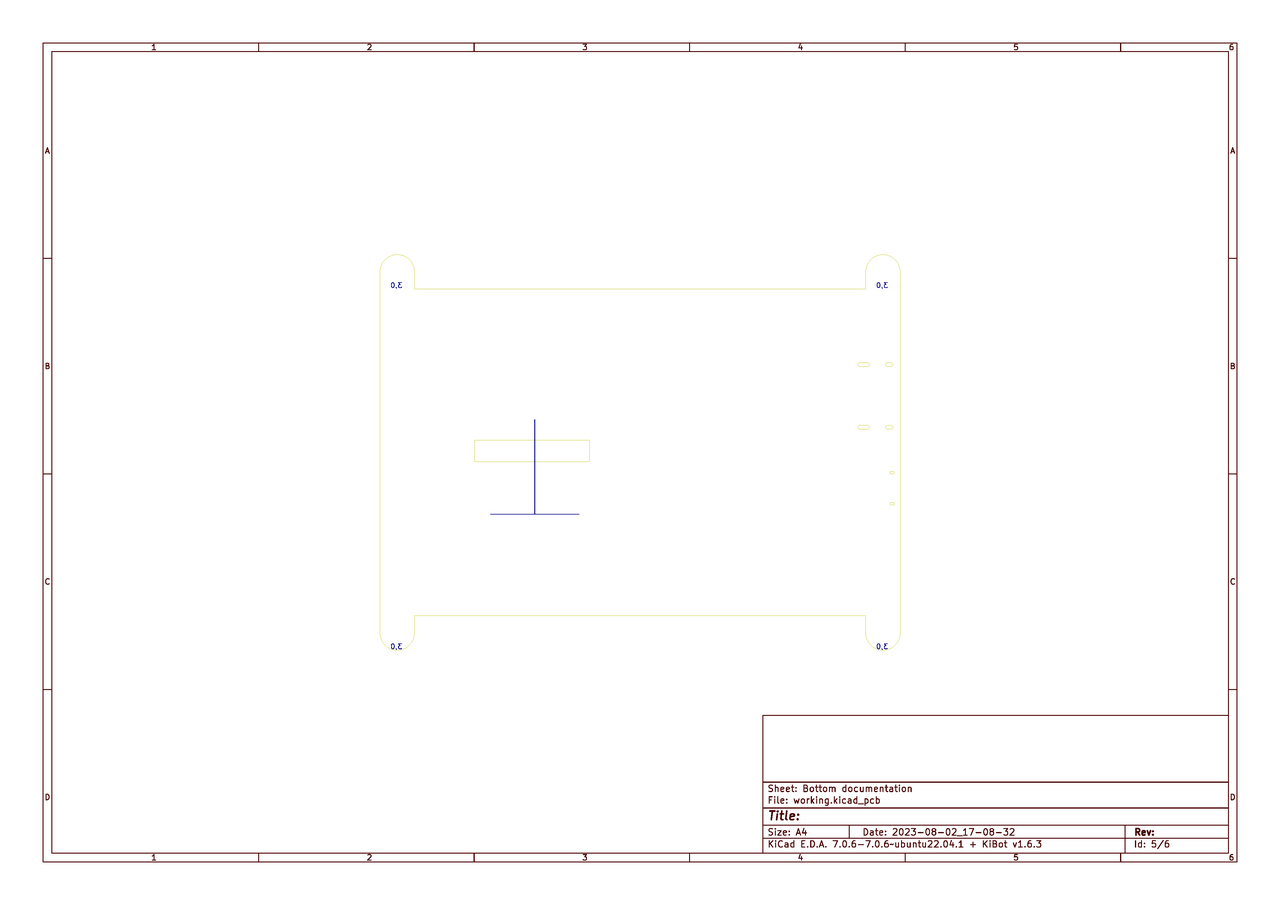 1 2 3 4 5 6
A A
3,0 3,0
B B
C C
3,0 3,0
Sheet: Bottom documentation
D D
File: working.kicad_pcb
Title:
Size: A4 Date: 2023-08-02_17-08-32 Rev:
KiCad E.D.A. 7.0.6-7.0.6~ubuntu22.04.1 + KiBot v1.6.3 Id: 5/6
1 2 3 4 5 6